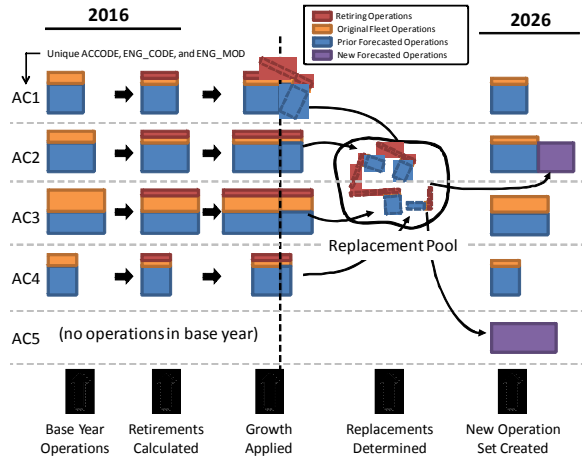 2016
Retiring Operations
Original Fleet Operations
Prior Forecasted Operations
New Forecasted Operations
2026
Unique ACCODE, ENG_CODE, and ENG_MOD
AC1
AC2
AC3
Replacement Pool
AC4
AC5
(no operations in base year)
Base Year
Operations
Retirements
Calculated
Growth
Applied
Replacements
Determined
New Operation
Set Created